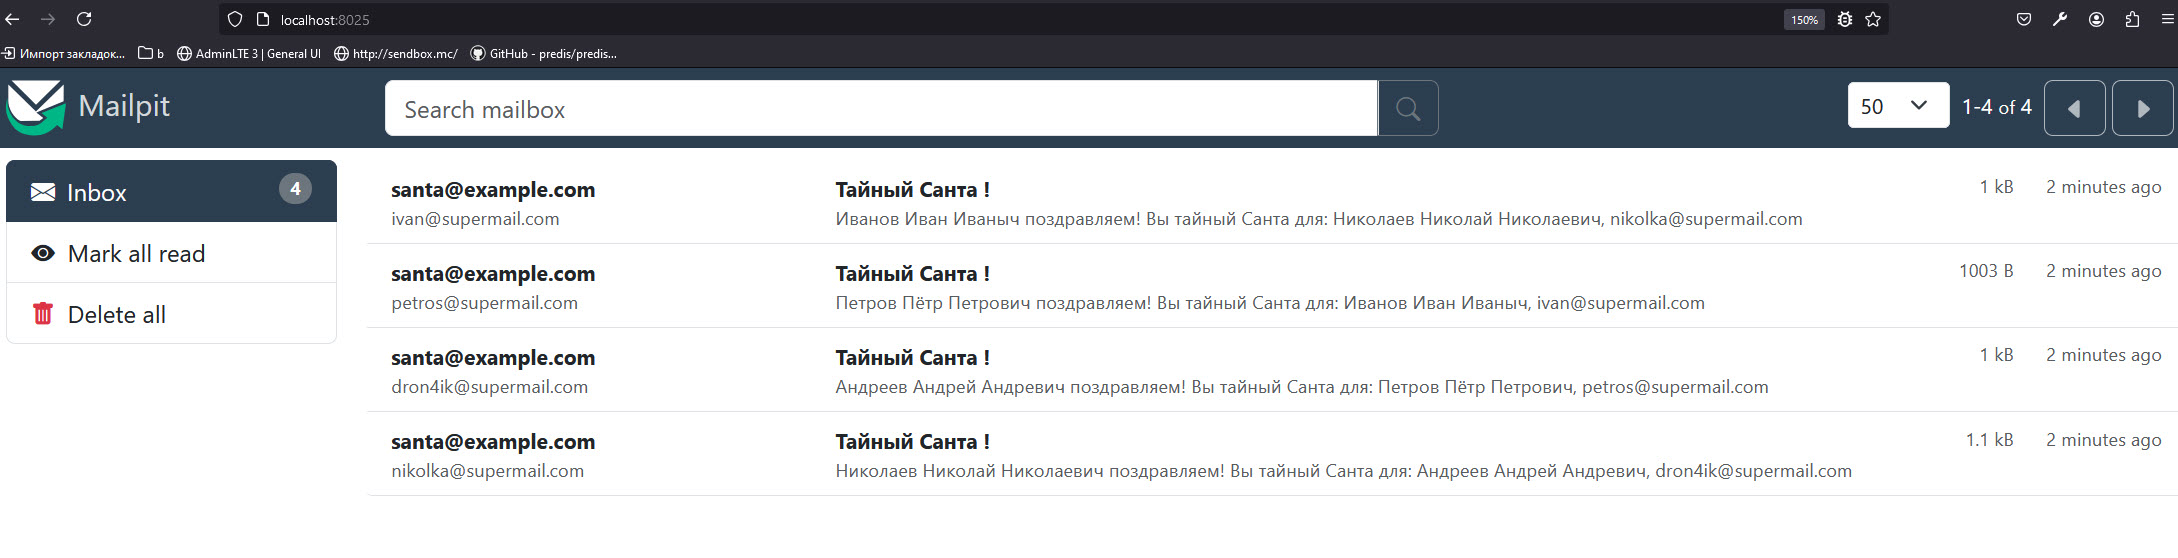 localhost:8025 150%
Импорт закладок... b AdminLTE 3 | General UI http://sendbox.mc/ GitHub - predis/predis...
Mailpit Search mailbox 50 1-4 of 4
Inbox 4
Mark all read
Delete all
santa@example.com Тайный Санта ! 1 kB 2 minutes ago
ivan@supermail.com Иванов Иван Иваныч поздравляем! Вы тайный Санта для: Николаев Николай Николаевич, nikolka@supermail.com
santa@example.com Тайный Санта ! 1003 B 2 minutes ago
petros@supermail.com Петров Пётр Петрович поздравляем! Вы тайный Санта для: Иванов Иван Иваныч, ivan@supermail.com
santa@example.com Тайный Санта ! 1 kB 2 minutes ago
dron4ik@supermail.com Андреев Андрей Андревич поздравляем! Вы тайный Санта для: Петров Пётр Петрович, petros@supermail.com
santa@example.com Тайный Санта ! 1.1 kB 2 minutes ago
nikolka@supermail.com Николаев Николай Николаевич поздравляем! Вы тайный Санта для: Андреев Андрей Андревич, dron4ik@supermail.com